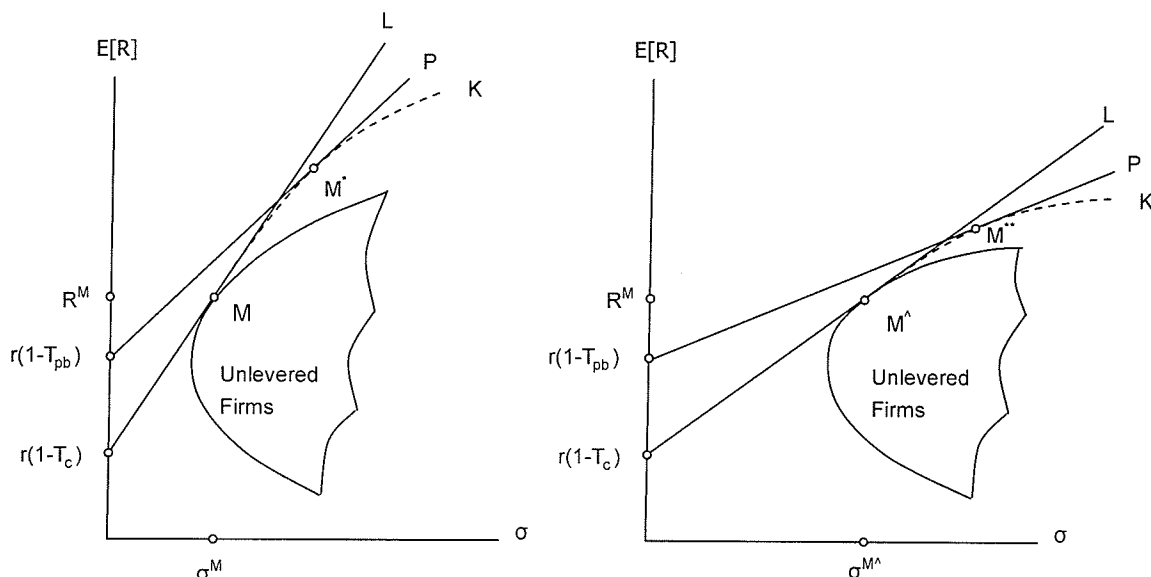 L
E[R]
P
K
M*
R^M
M
r(1-T_pb)
Unlevered
Firms
r(1-T_c)
σ
σ^M
E[R]
L
P
K
M**
R^M
M^
r(1-T_pb)
Unlevered
Firms
r(1-T_c)
σ
σ^M^